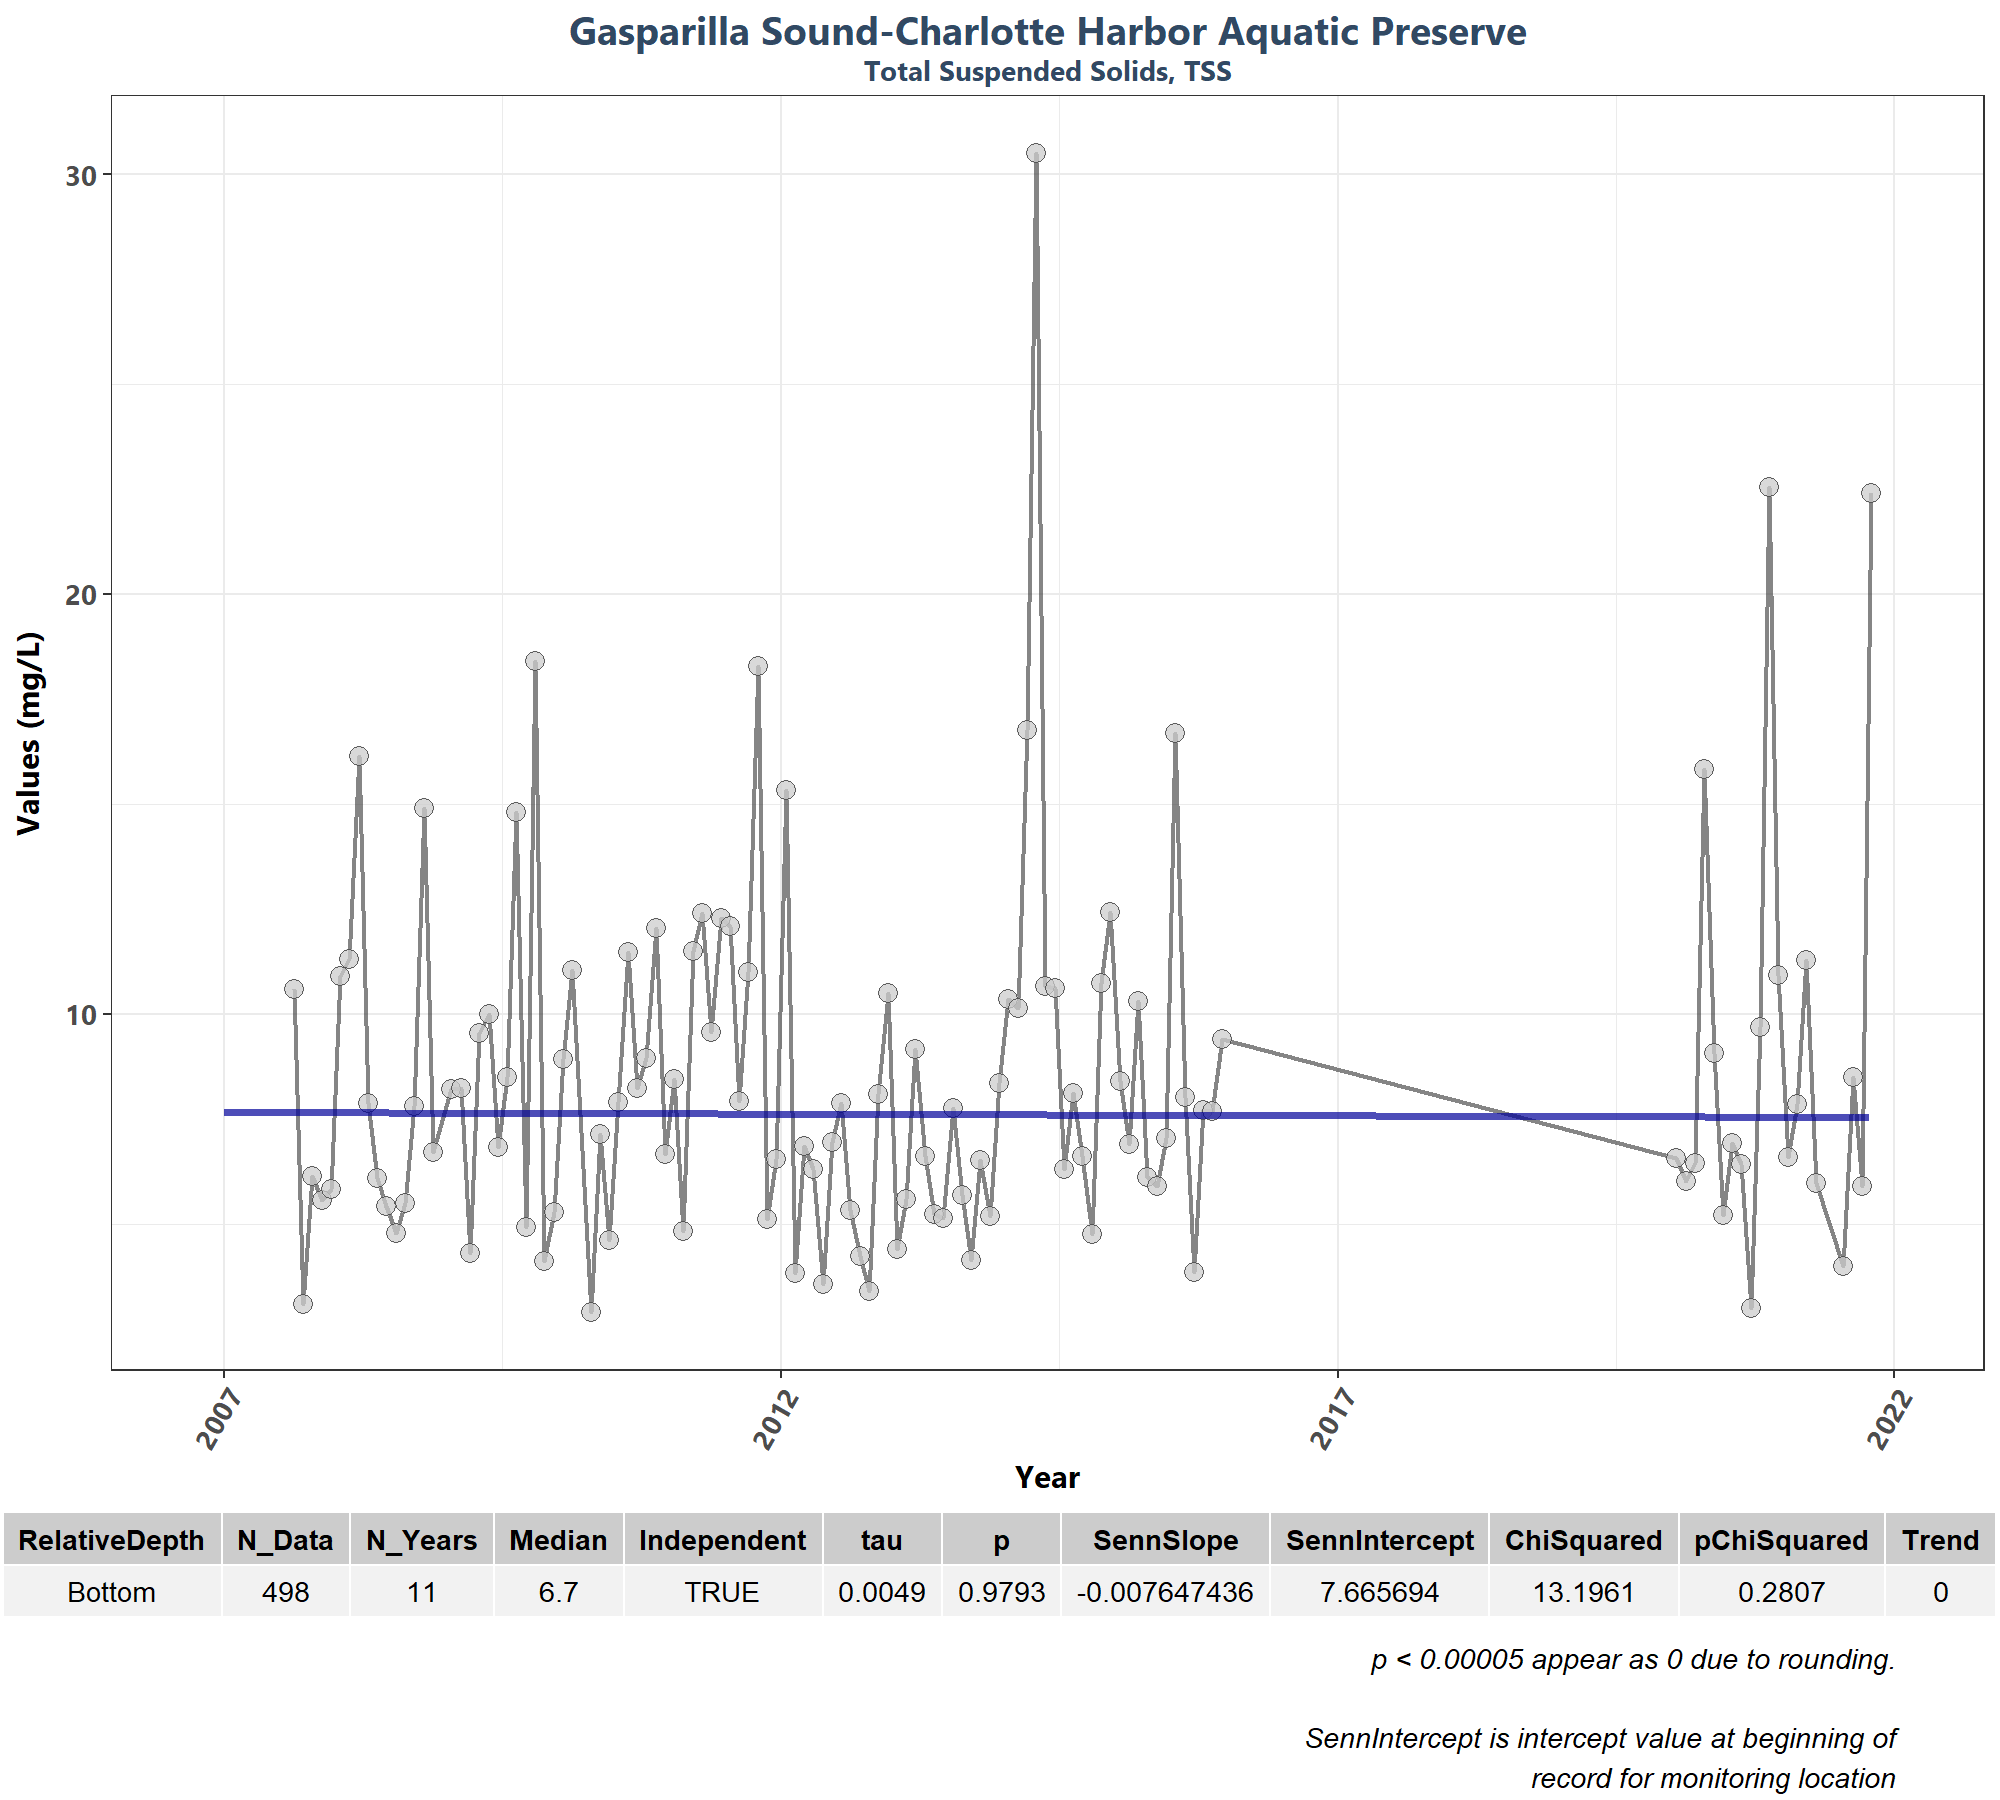 Gasparilla Sound-Charlotte Harbor Aquatic Preserve
Total Suspended Solids, TSS
Values (mg/L)
30
20
10
2007 2012 2017 2022
Year
RelativeDepth N_Data N_Years Median Independent tau p SennSlope SennIntercept ChiSquared pChiSquared Trend
Bottom 498 11 6.7 TRUE 0.0049 0.9793 -0.007647436 7.665694 13.1961 0.2807 0
p < 0.00005 appear as 0 due to rounding.
SennIntercept is intercept value at beginning of
record for monitoring location